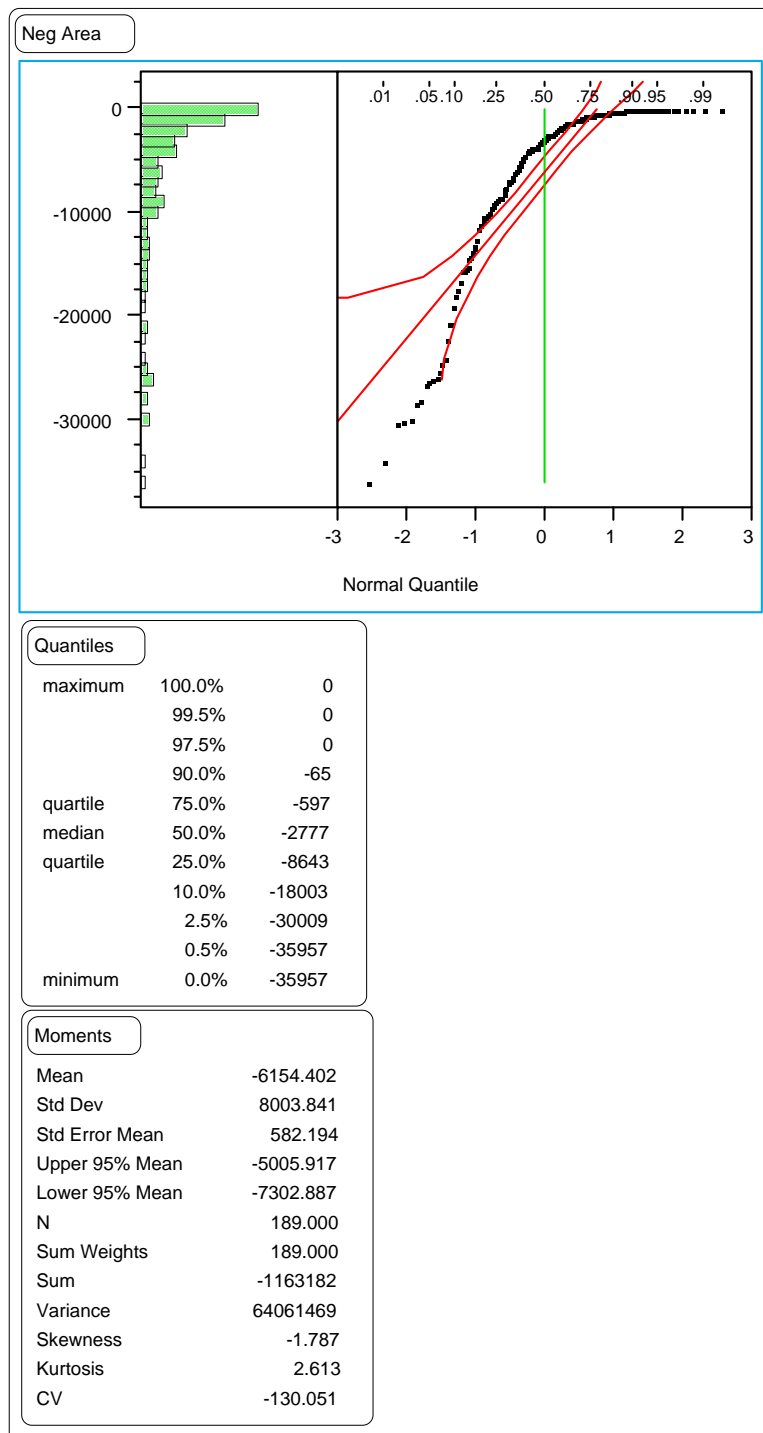 Neg Area
.01 .05 .10 .25 .50 .75 .90 .95 .99
0
-10000
-20000
-30000
-3 -2 -1 0 1 2 3
Normal Quantile
Quantiles
maximum 100.0% 0
99.5% 0
97.5% 0
90.0% -65
quartile 75.0% -597
median 50.0% -2777
quartile 25.0% -8643
10.0% -18003
2.5% -30009
0.5% -35957
minimum 0.0% -35957
Moments
Mean -6154.402
Std Dev 8003.841
Std Error Mean 582.194
Upper 95% Mean -5005.917
Lower 95% Mean -7302.887
N 189.000
Sum Weights 189.000
Sum -1163182
Variance 64061469
Skewness -1.787
Kurtosis 2.613
CV -130.051